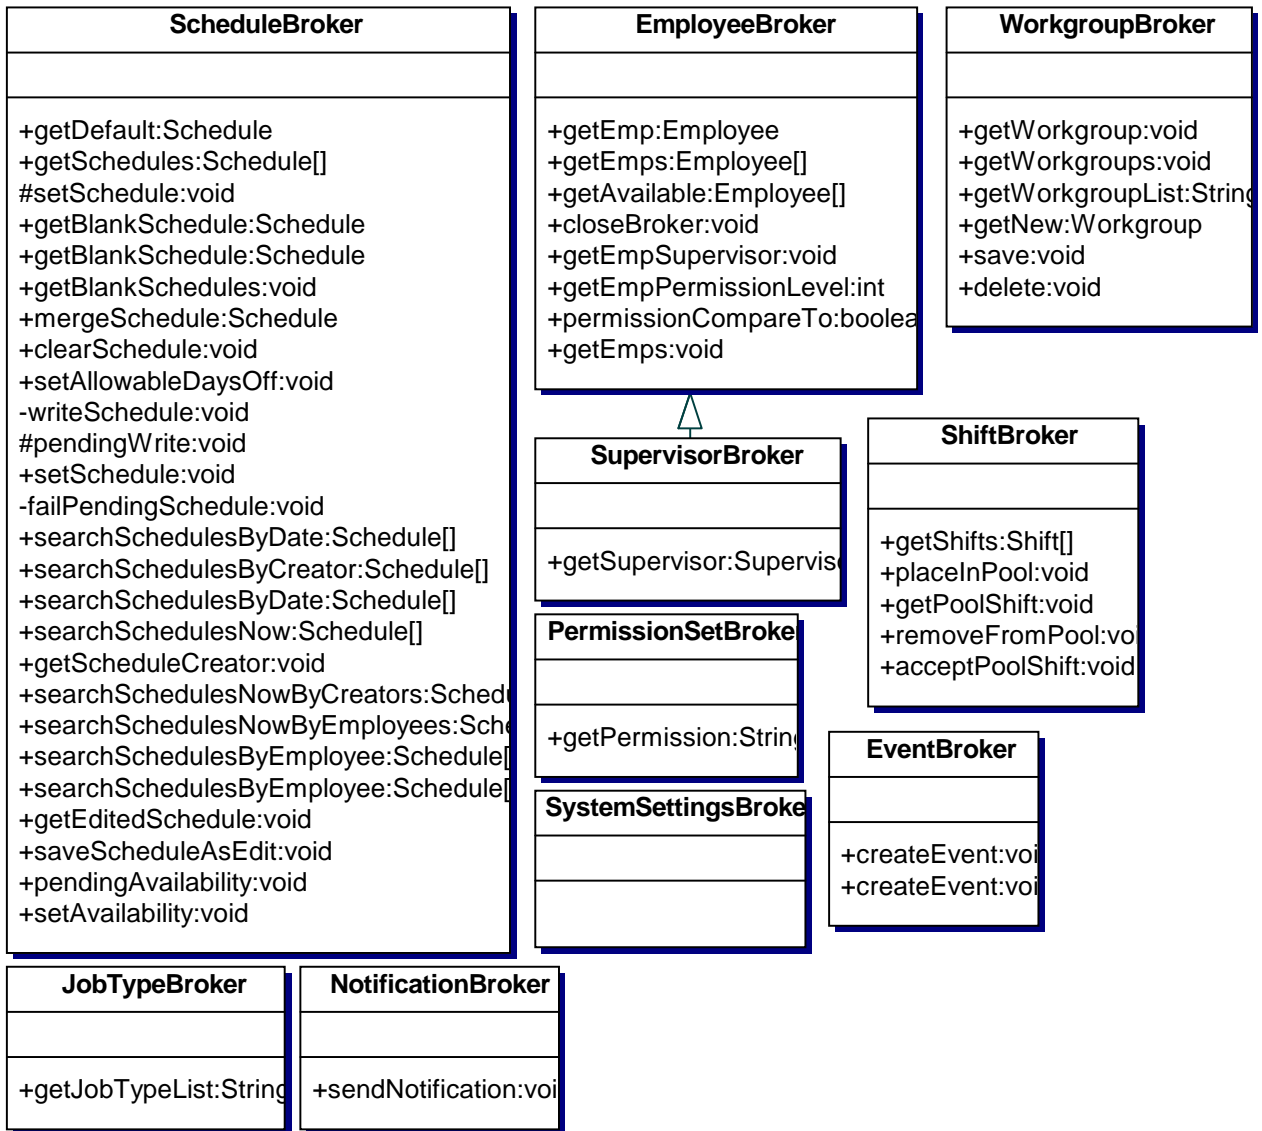 ScheduleBroker
+getDefault:Schedule
+getSchedules:Schedule[]
#setSchedule:void
+getBlankSchedule:Schedule
+getBlankSchedule:Schedule
+getBlankSchedules:void
+mergeSchedule:Schedule
+clearSchedule:void
+setAllowableDaysOff:void
-writeSchedule:void
#pendingWrite:void
+setSchedule:void
-failPendingSchedule:void
+searchSchedulesByDate:Schedule[]
+searchSchedulesByCreator:Schedule[]
+searchSchedulesByDate:Schedule[]
+searchSchedulesNow:Schedule[]
+getScheduleCreator:void
+searchSchedulesNowByCreators:Schedu
+searchSchedulesNowByEmployees:Sche
+searchSchedulesByEmployee:Schedule[
+searchSchedulesByEmployee:Schedule[
+getEditedSchedule:void
+saveScheduleAsEdit:void
+pendingAvailability:void
+setAvailability:void
EmployeeBroker
+getEmp:Employee
+getEmps:Employee[]
+getAvailable:Employee[]
+closeBroker:void
+getEmpSupervisor:void
+getEmpPermissionLevel:int
+permissionCompareTo:boolea
+getEmps:void
WorkgroupBroker
+getWorkgroup:void
+getWorkgroups:void
+getWorkgroupList:String
+getNew:Workgroup
+save:void
+delete:void
SupervisorBroker
+getSupervisor:Superviso
ShiftBroker
+getShifts:Shift[]
+placeInPool:void
+getPoolShift:void
+removeFromPool:voi
+acceptPoolShift:void
PermissionSetBroker
+getPermission:String
EventBroker
+createEvent:voi
+createEvent:voi
SystemSettingsBroke
JobTypeBroker
+getJobTypeList:String
NotificationBroker
+sendNotification:voi